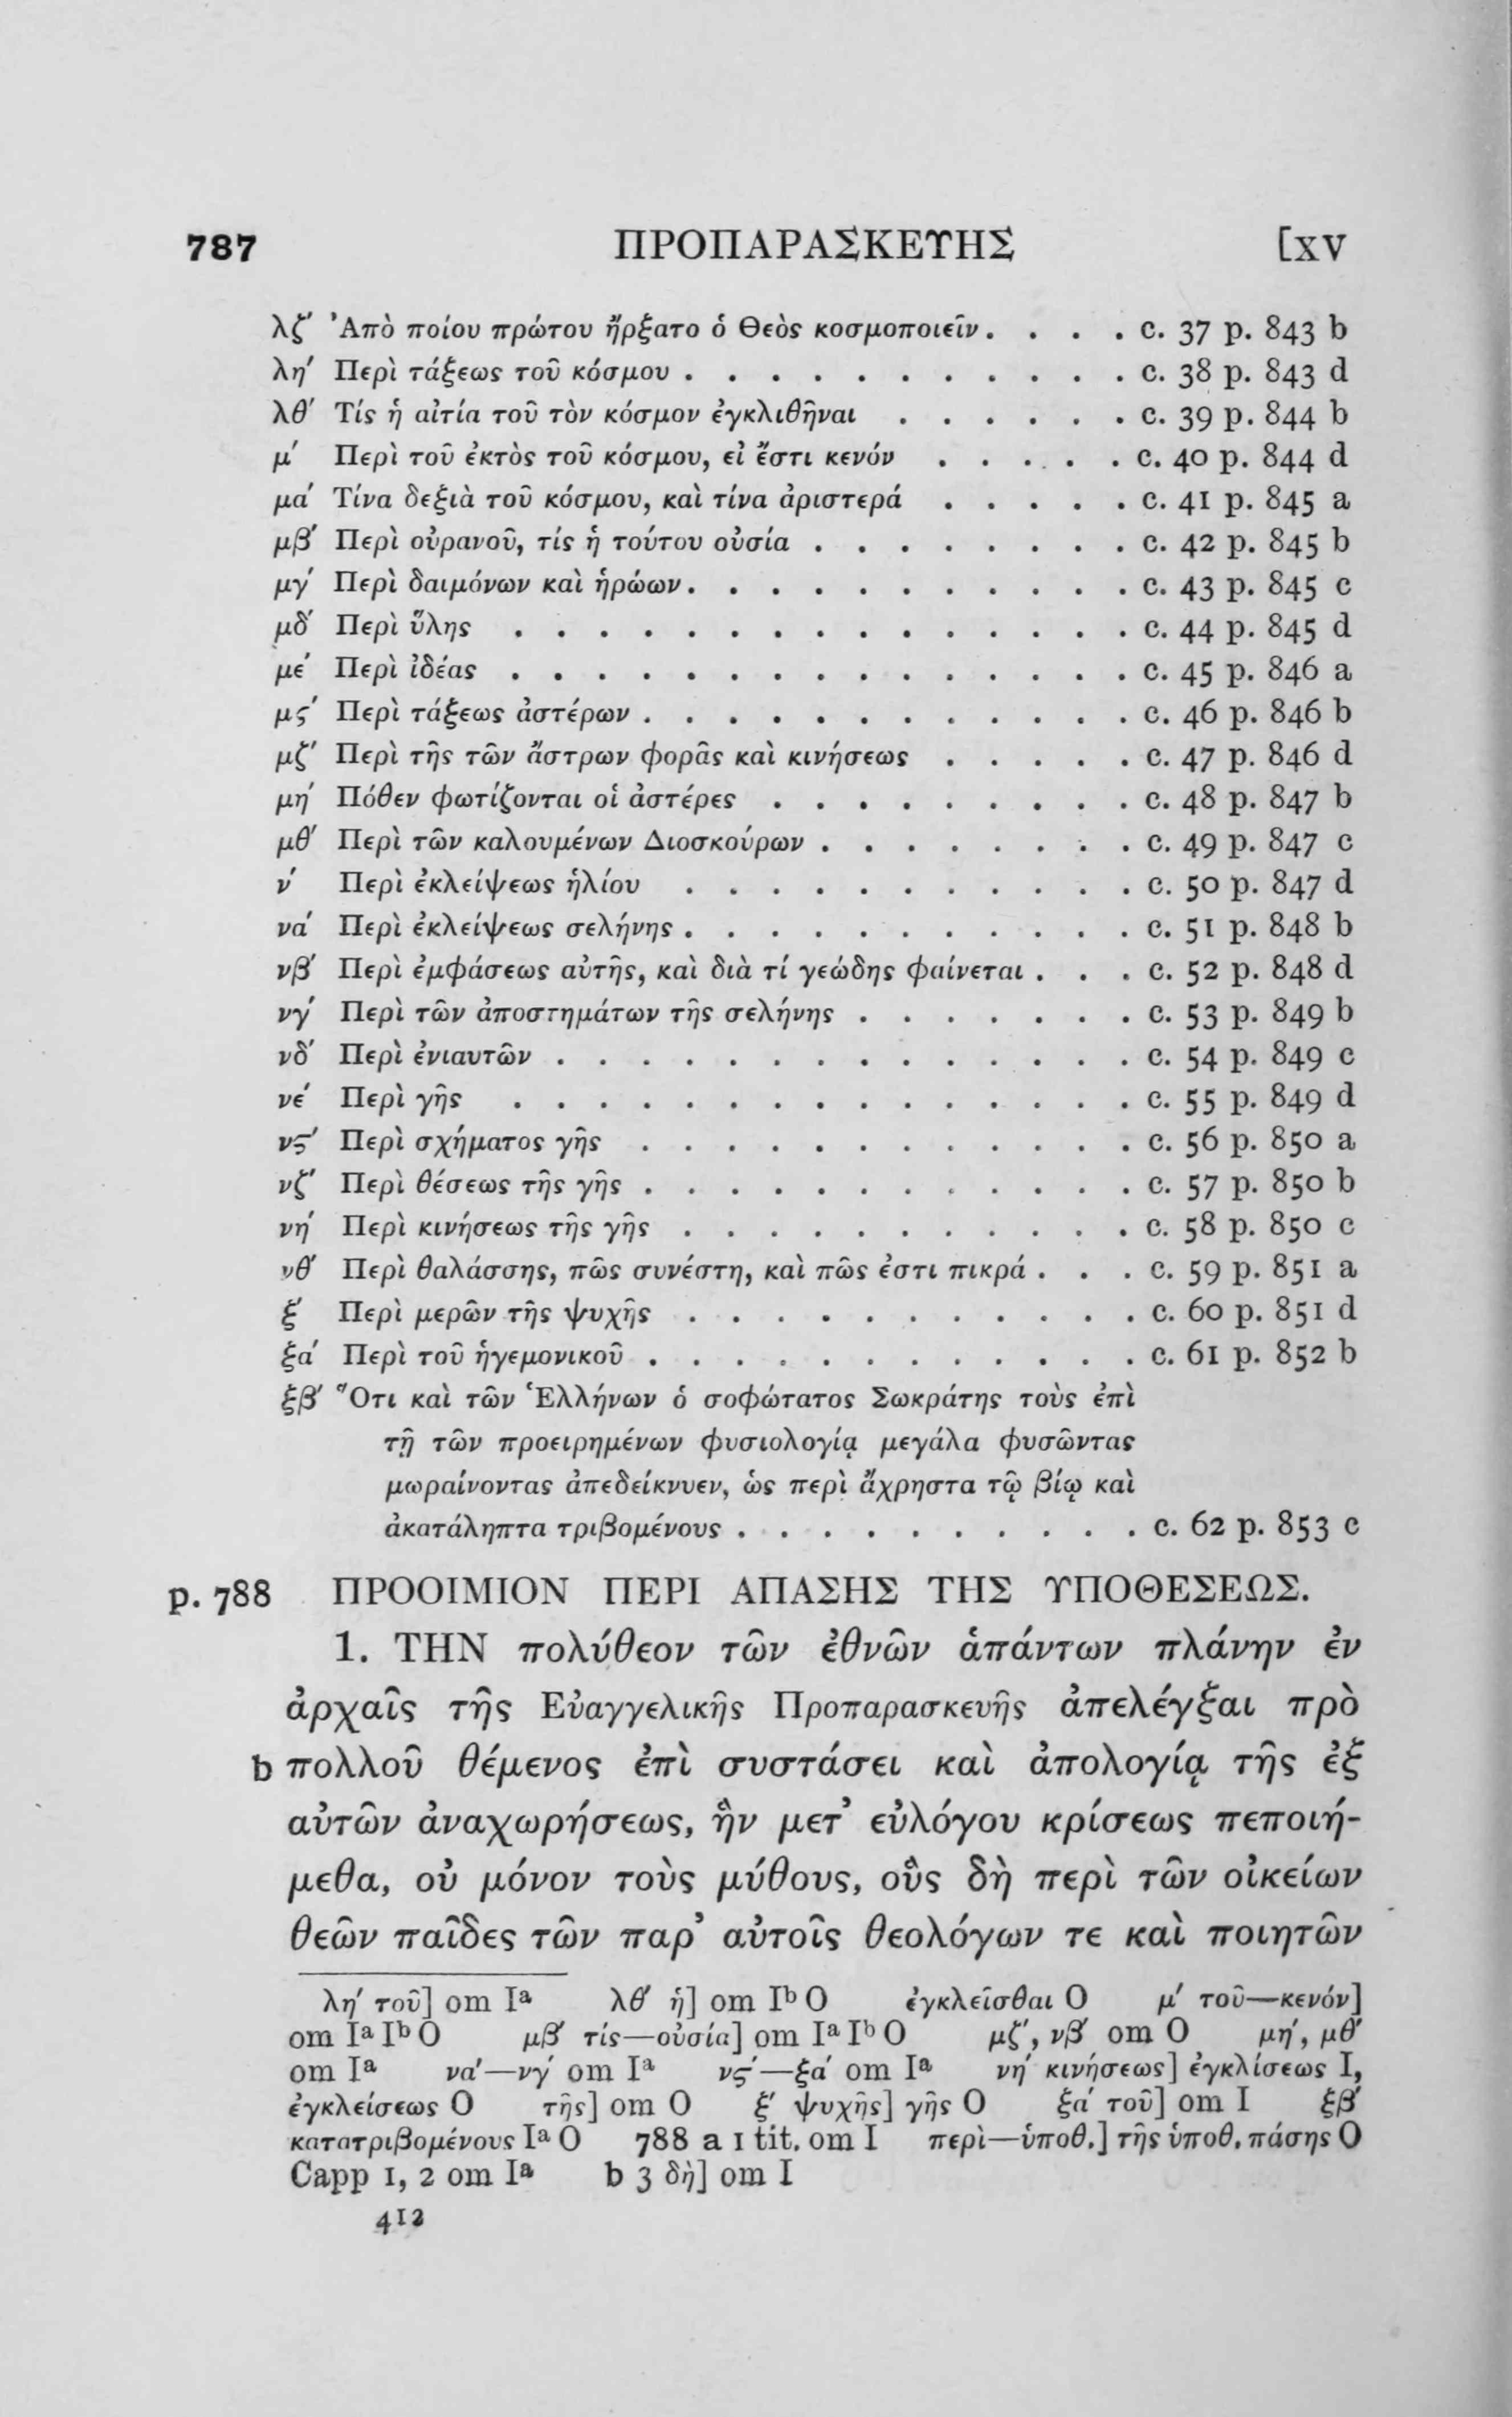 787 ΠΡΟΠΑΡΑΣΚΕΥΗΣ [XV
λζ´ Ἀπὸ ποίου πρώτου ἤρξατο ὁ Θεὸς κοσμοποιεῖν . . . . c. 37 p. 843 b
λη´ Περὶ τάξεως τοῦ κόσμου . . . . . . . . . . . c. 38 p. 843 d
λθ´ Τίς ἡ αἰτία τοῦ τὸν κόσμον ἐγκλιθῆναι . . . . . . c. 39 p. 844 b
μ´ Περὶ τοῦ ἐκτὸς τοῦ κόσμου, εἰ ἔστι κενόν . . . . . c. 40 p. 844 d
μα´ Τίνα δεξιὰ τοῦ κόσμου, καὶ τίνα ἀριστερά . . . . . c. 41 p. 845 a
μβ´ Περὶ οὐρανοῦ, τίς ἡ τούτου οὐσία . . . . . . . . c. 42 p. 845 b
μγ´ Περὶ δαιμόνων καὶ ἡρώων . . . . . . . . . . . c. 43 p. 845 c
μδ´ Περὶ ὕλης . . . . . . . . . . . . . . . c. 44 p. 845 d
με´ Περὶ ἰδέας . . . . . . . . . . . . . . . c. 45 p. 846 a
μς´ Περὶ τάξεως ἀστέρων . . . . . . . . . . . . c. 46 p. 846 b
μζ´ Περὶ τῆς τῶν ἄστρων φορᾶς καὶ κινήσεως . . . . . c. 47 p. 846 d
μη´ Πόθεν φωτίζονται οἱ ἀστέρες . . . . . . . . . c. 48 p. 847 b
μθ´ Περὶ τῶν καλουμένων Διοσκούρων . . . . . . . . c. 49 p. 847 c
ν´ Περὶ ἐκλείψεως ἡλίου . . . . . . . . . . . c. 50 p. 847 d
να´ Περὶ ἐκλείψεως σελήνης . . . . . . . . . . . c. 51 p. 848 b
νβ´ Περὶ ἐμφάσεως αὐτῆς, καὶ διὰ τί γεώδης φαίνεται . . . c. 52 p. 848 d
νγ´ Περὶ τῶν ἀποστημάτων τῆς σελήνης . . . . . . . c. 53 p. 849 b
νδ´ Περὶ ἐνιαυτῶν . . . . . . . . . . . . . . c. 54 p. 849 c
νε´ Περὶ γῆς . . . . . . . . . . . . . . . c. 55 p. 849 d
νς´ Περὶ σχήματος γῆς . . . . . . . . . . . . c. 56 p. 850 a
νζ´ Περὶ θέσεως τῆς γῆς . . . . . . . . . . . . c. 57 p. 850 b
νη´ Περὶ κινήσεως τῆς γῆς . . . . . . . . . . . c. 58 p. 850 c
νθ´ Περὶ θαλάσσης, πῶς συνέστη, καὶ πῶς ἐστι πικρά . . . c. 59 p. 851 a
ξ´ Περὶ μερῶν τῆς ψυχῆς . . . . . . . . . . . c. 60 p. 851 d
ξα´ Περὶ τοῦ ἡγεμονικοῦ . . . . . . . . . . . . c. 61 p. 852 b
ξβ´ Ὅτι καὶ τῶν Ἑλλήνων ὁ σοφώτατος Σωκράτης τοὺς ἐπὶ
τῇ τῶν προειρημένων φυσιολογίᾳ μεγάλα φυσῶντας
μωραίνοντας ἀπεδείκνυεν, ὡς περὶ ἄχρηστα τῷ βίῳ καὶ
ἀκατάληπτα τριβομένους . . . . . . . . . . c. 62 p. 853 c
p. 788 ΠΡΟΟΙΜΙΟΝ ΠΕΡΙ ΑΠΑΣΗΣ ΤΗΣ ΥΠΟΘΕΣΕΩΣ.
1. ΤΗΝ πολύθεον τῶν ἐθνῶν ἁπάντων πλάνην ἐν
ἀρχαῖς τῆς Εὐαγγελικῆς Προπαρασκευῆς ἀπελέγξαι πρὸ
b πολλοῦ θέμενος ἐπὶ συστάσει καὶ ἀπολογίᾳ τῆς ἐξ
αὐτῶν ἀναχωρήσεως, ἣν μετ᾽ εὐλόγου κρίσεως πεποιή-
μεθα, οὐ μόνον τοὺς μύθους, οὓς δὴ περὶ τῶν οἰκείων
θεῶν παῖδες τῶν παρ᾽ αὐτοῖς θεολόγων τε καὶ ποιητῶν
λη´ τοῦ] om Iᵃ λθ´ ἡ] om Iᵇ O ἐγκλεῖσθαι O μ´ τοῦ—κενόν]
om Iᵃ Iᵇ O μβ´ τίς—οὐσία] om Iᵃ Iᵇ O μζ´, νβ´ om O μη´, μθ´
om Iᵃ να´—νγ´ om Iᵃ νς´—ξα´ om Iᵃ νη´ κινήσεως] ἐγκλίσεως I,
ἐγκλείσεως O τῆς] om O ξ´ ψυχῆς] γῆς O ξα´ τοῦ] om I ξβ´
κατατριβομένους Iᵃ O 788 a 1 tit. om I περὶ—ὑποθ.] τῆς ὑποθ. πάσης O
Capp 1, 2 om Iᵃ b 3 δὴ] om I
412